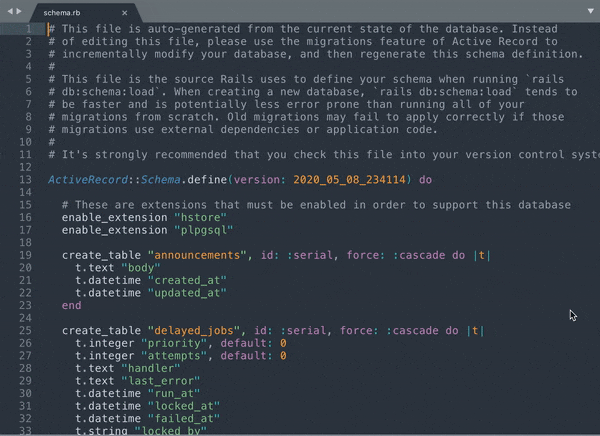 schema.rb
1 # This file is auto-generated from the current state of the database. Instead
2 # of editing this file, please use the migrations feature of Active Record to
3 # incrementally modify your database, and then regenerate this schema definition.
4 #
5 # This file is the source Rails uses to define your schema when running `rails
6 # db:schema:load`. When creating a new database, `rails db:schema:load` tends to
7 # be faster and is potentially less error prone than running all of your
8 # migrations from scratch. Old migrations may fail to apply correctly if those
9 # migrations use external dependencies or application code.
10 #
11 # It's strongly recommended that you check this file into your version control syste
12
13 ActiveRecord::Schema.define(version: 2020_05_08_234114) do
14
15 # These are extensions that must be enabled in order to support this database
16 enable_extension "hstore"
17 enable_extension "plpgsql"
18
19 create_table "announcements", id: :serial, force: :cascade do |t|
20 t.text "body"
21 t.datetime "created_at"
22 t.datetime "updated_at"
23 end
24
25 create_table "delayed_jobs", id: :serial, force: :cascade do |t|
26 t.integer "priority", default: 0
27 t.integer "attempts", default: 0
28 t.text "handler"
29 t.text "last_error"
30 t.datetime "run_at"
31 t.datetime "locked_at"
32 t.datetime "failed_at"
33 t.string "locked_by"